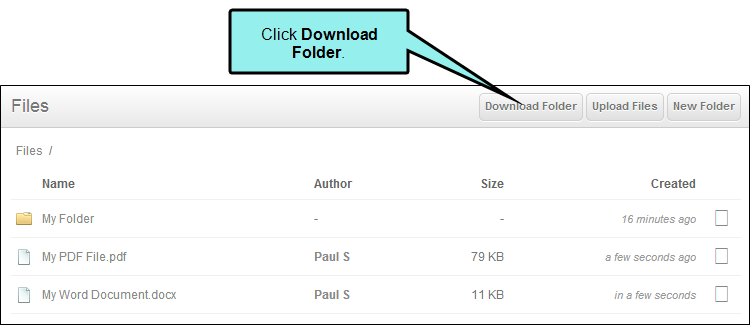 Click Download
Folder.
Files
Download Folder Upload Files New Folder
Files /
Name Author Size Created
My Folder - - 16 minutes ago
My PDF File.pdf Paul S 79 KB a few seconds ago
My Word Document.docx Paul S 11 KB in a few seconds